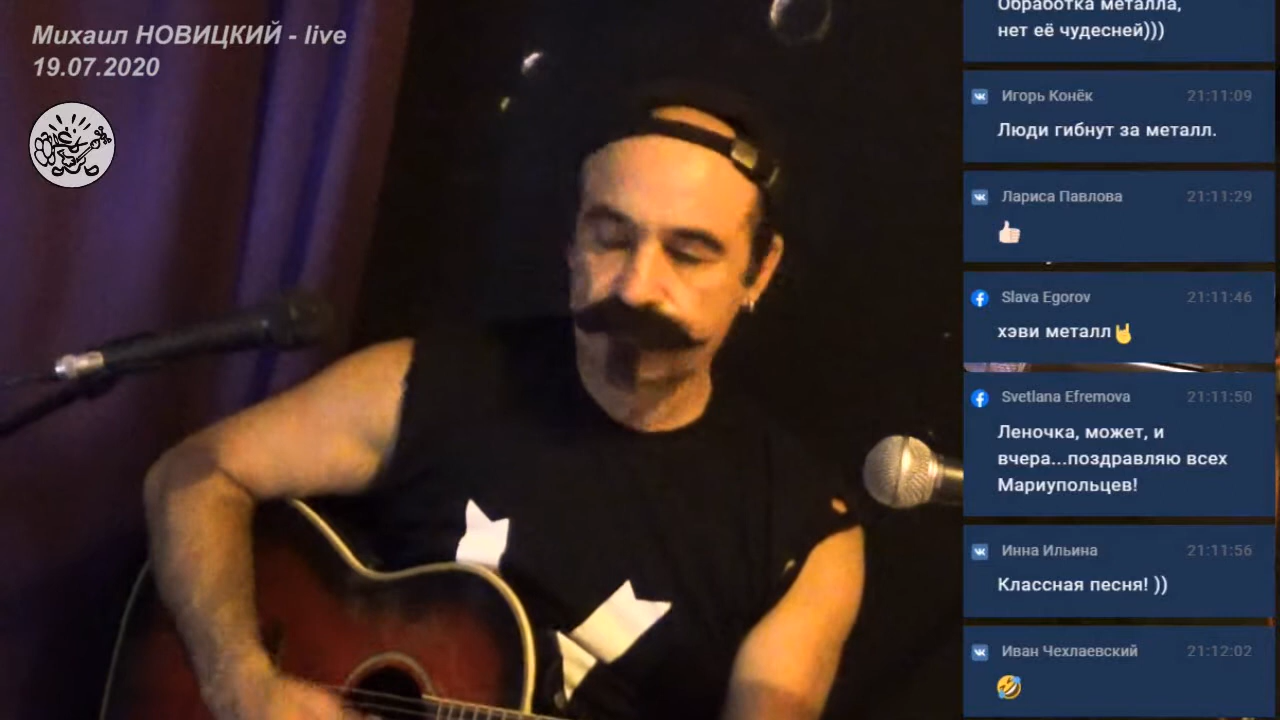 Михаил НОВИЦКИЙ - live
19.07.2020
Обработка металла,
нет её чудесней)))
Игорь Конёк 21:11:09
Люди гибнут за металл.
Лариса Павлова 21:11:29
👍🏻
Slava Egorov 21:11:46
хэви металл🤘
Svetlana Efremova 21:11:50
Леночка, может, и
вчера...поздравляю всех
Мариупольцев!
Инна Ильина 21:11:56
Классная песня! ))
Иван Чехлаевский 21:12:02
🤣